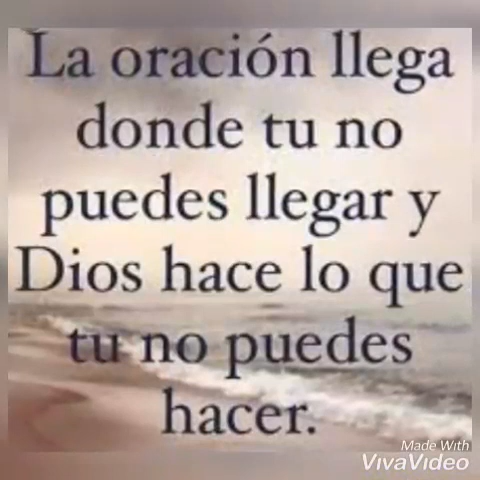 La oración llega
donde tu no
puedes llegar y
Dios hace lo que
tu no puedes
hacer.
Made With
VivaVideo